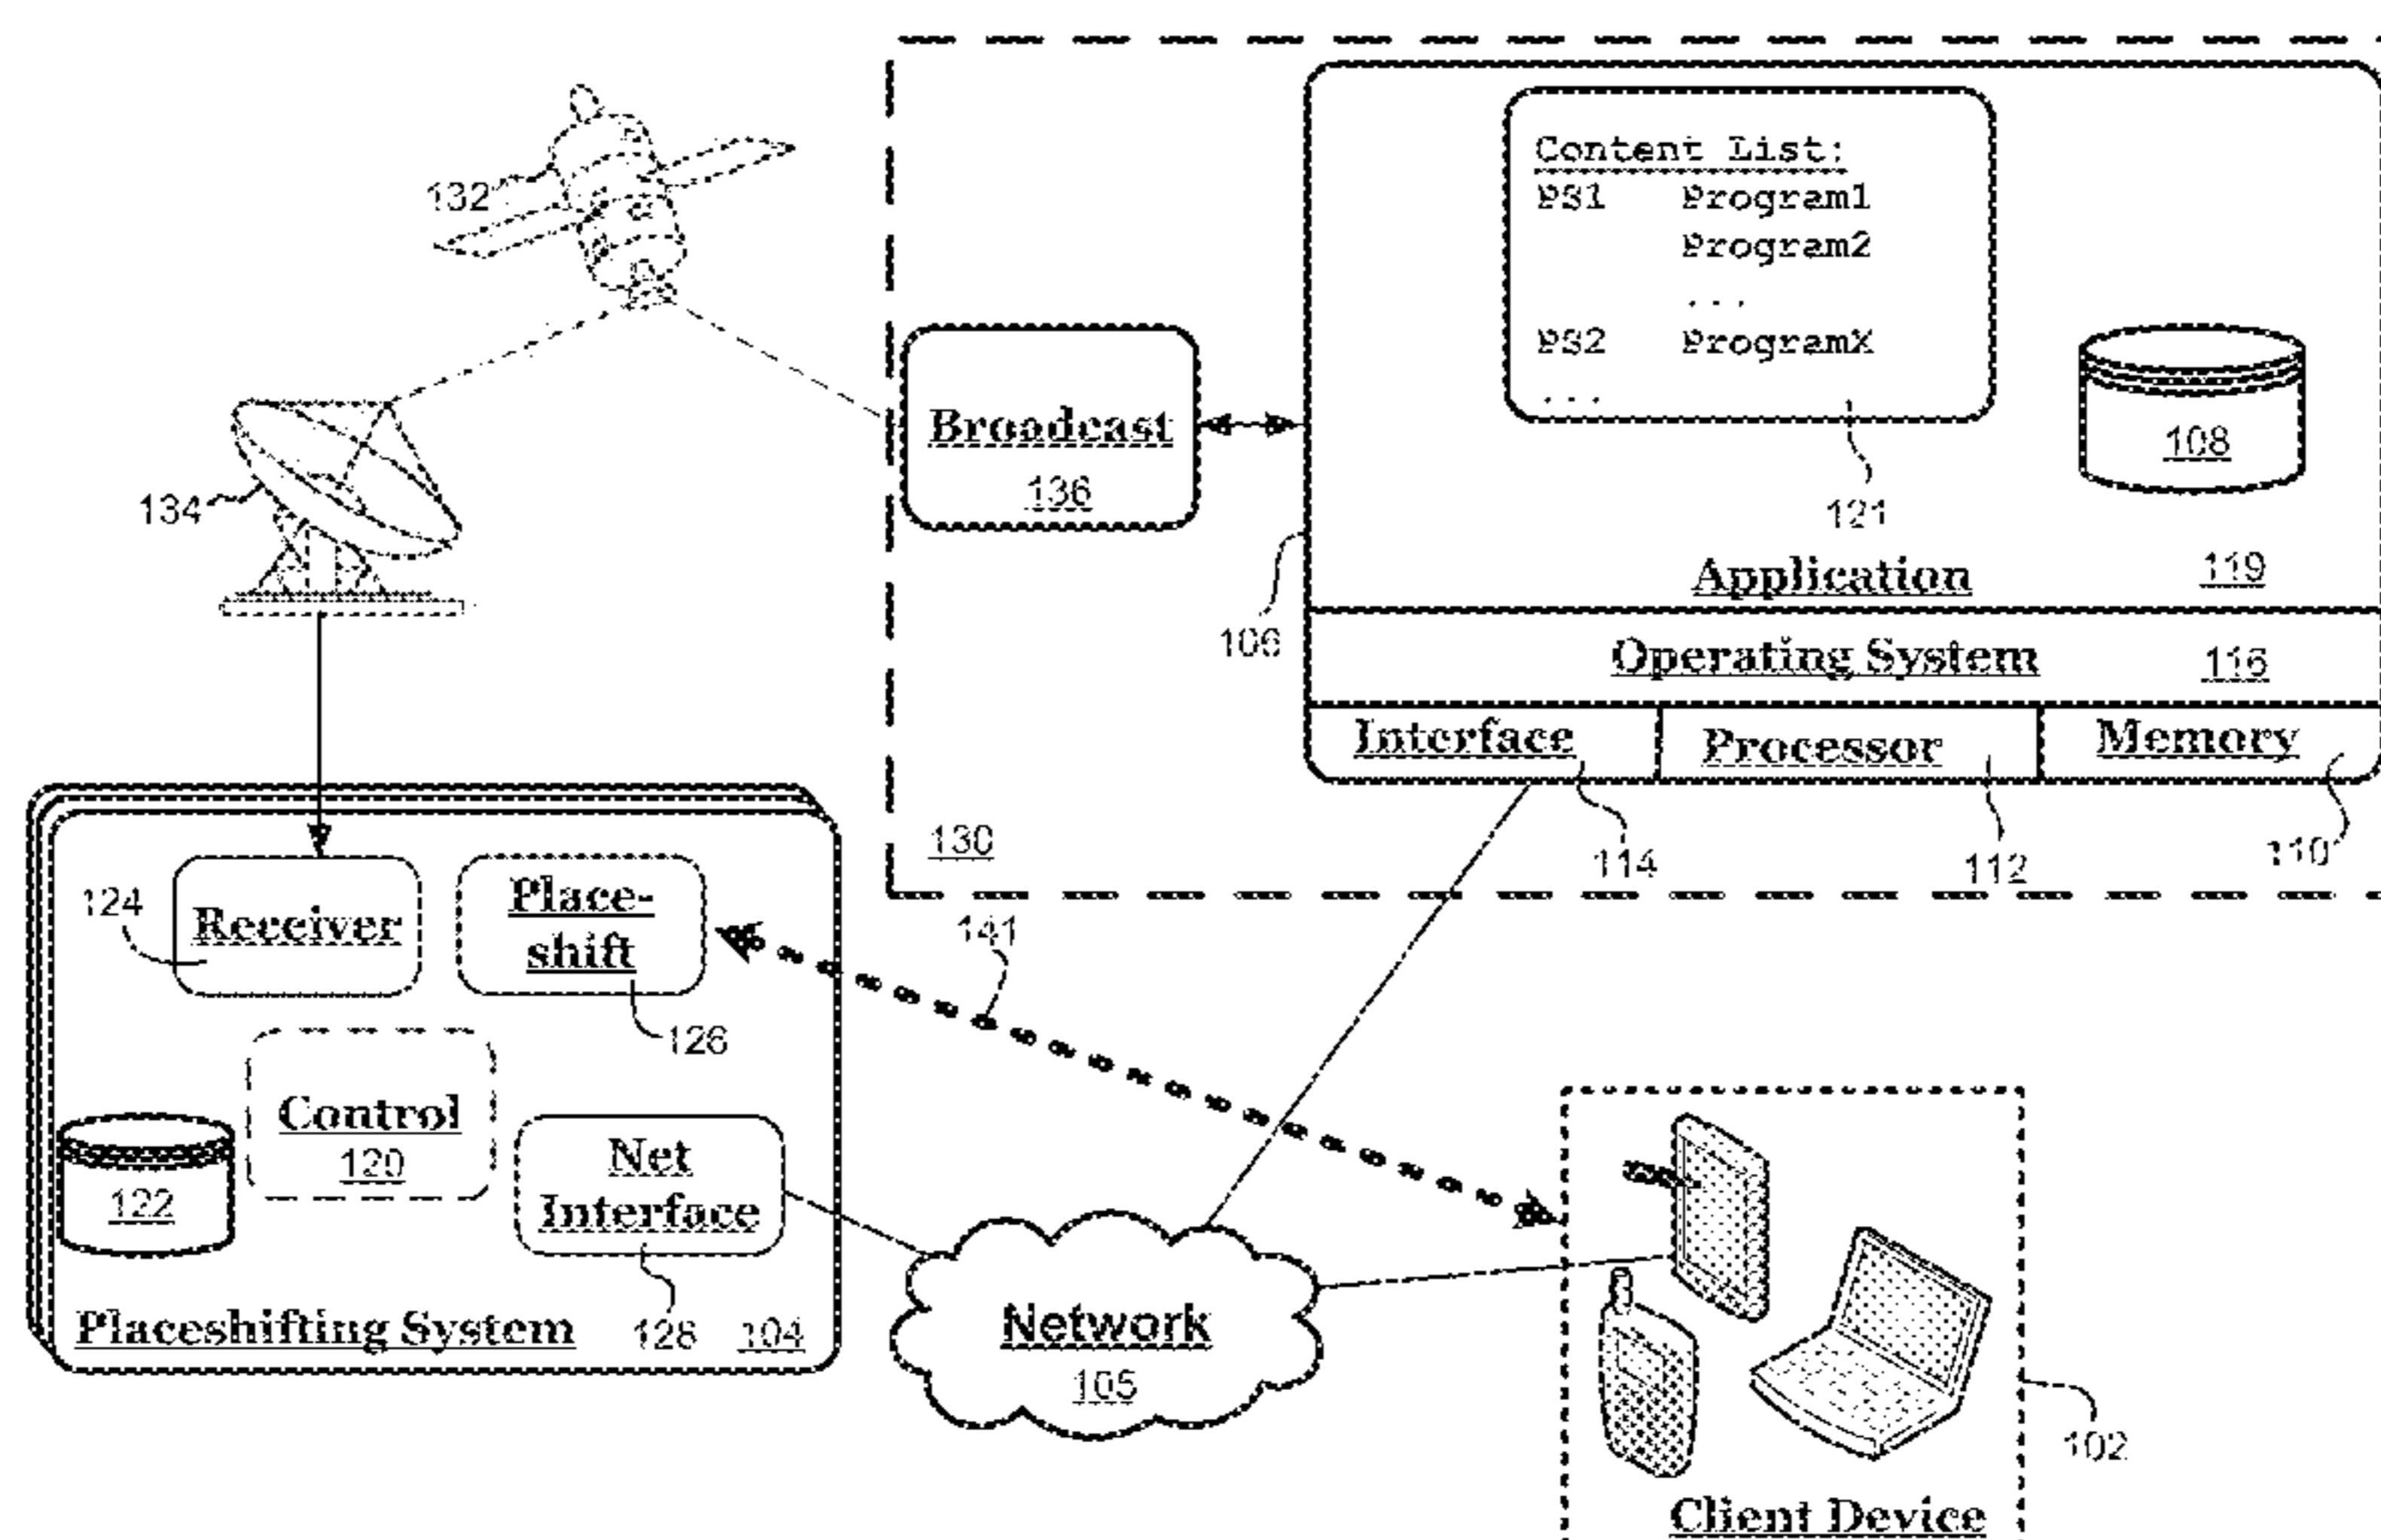 132
134
Broadcast
136
Content List:
PS1 Program1
Program2
...
PS2 ProgramX
...
121
108
Application 119
106
Operating System 116
Interface Processor Memory
130
114
112
110
124
Receiver
Place-
shift
126
141
Control
120
122
Net
Interface
128
Placeshifting System 104
Network
105
102
Client Device